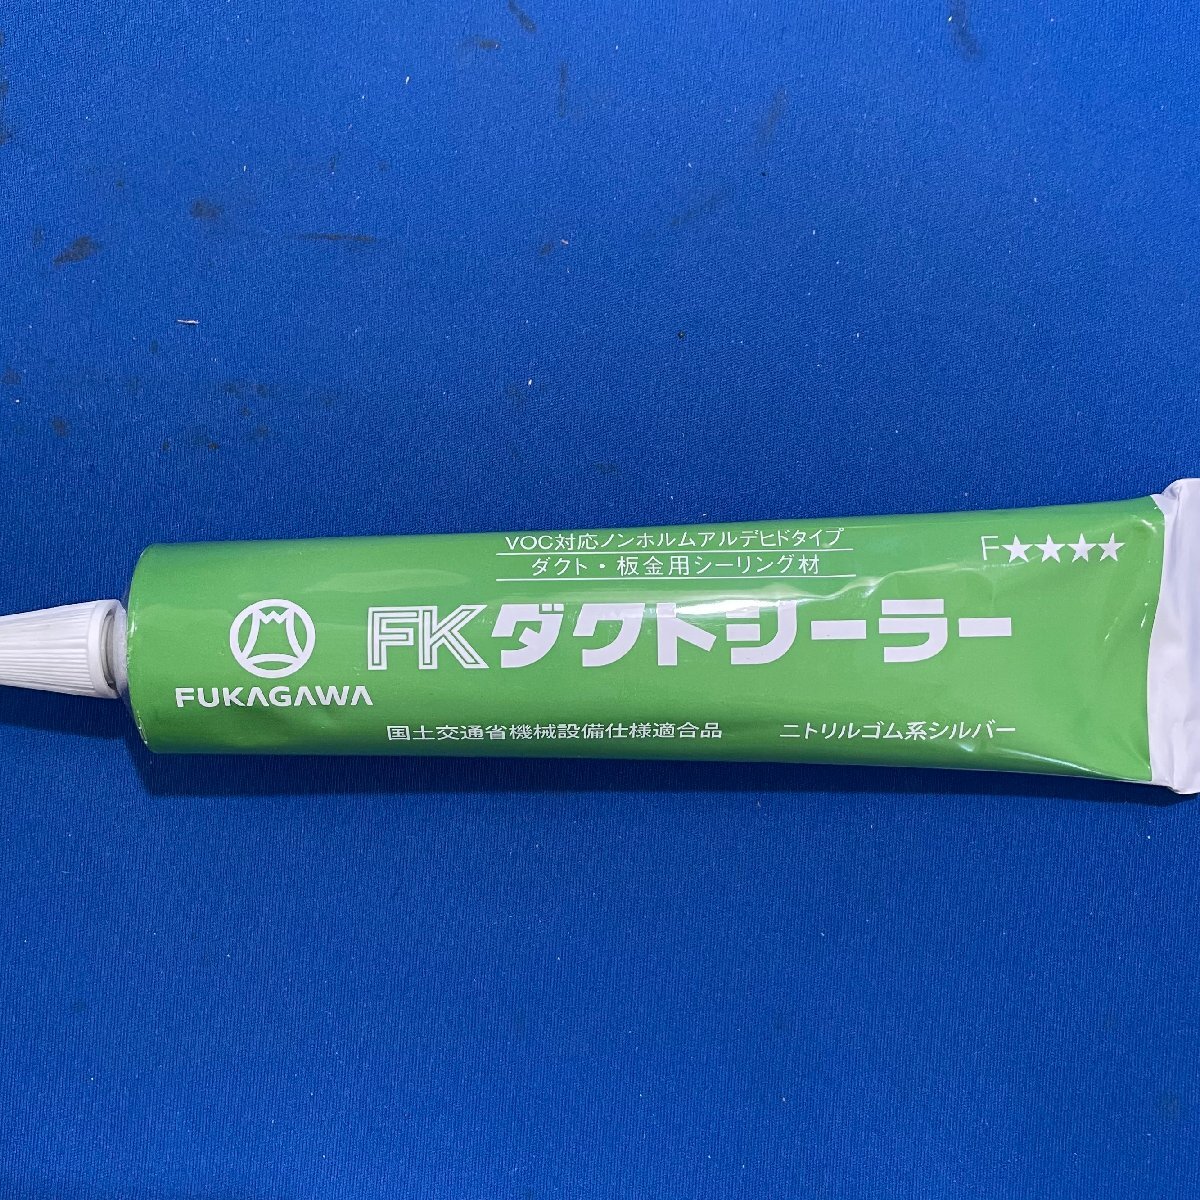 VOC対応ノンホルムアルデヒドタイプ
ダクト・板金用シーリング材
F★★★★
FKダクトシーラー
FUKAGAWA
国土交通省機械設備仕様適合品
ニトリルゴム系シルバー